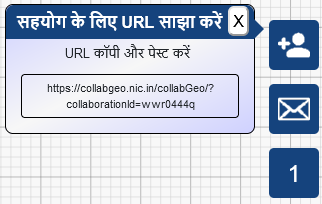 सहयोग के लिए URL साझा करें X
URL कॉपी और पेस्ट करें
https://collabgeo.nic.in/collabGeo/?
collaborationId=wwr0444q
1